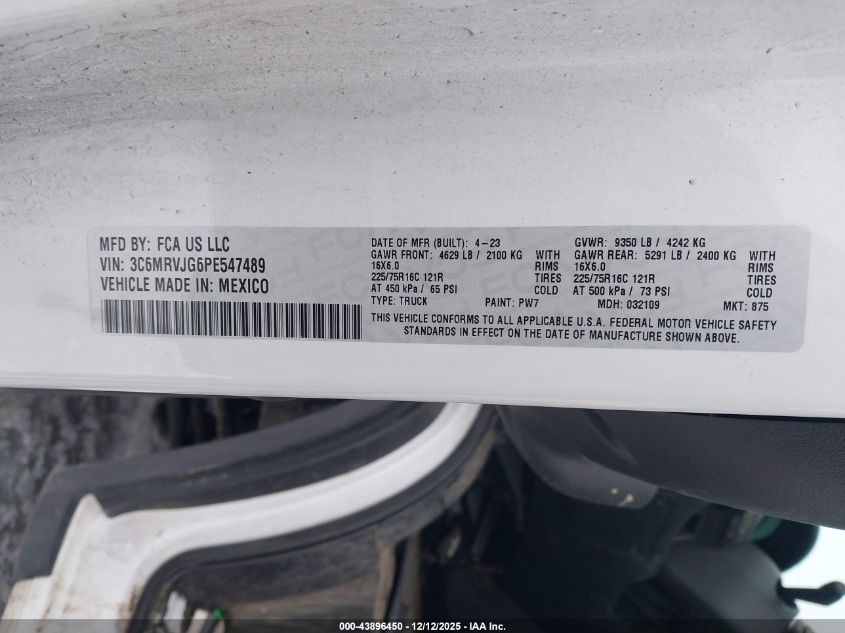 MFD BY: FCA US LLC
VIN: 3C6MRVJG6PE547489
VEHICLE MADE IN: MEXICO
DATE OF MFR (BUILT): 4-23 GVWR: 9350 LB / 4242 KG
GAWR FRONT: 4629 LB / 2100 KG WITH GAWR REAR: 5291 LB / 2400 KG WITH
16X6.0 RIMS 16X6.0 RIMS
225/75R16C 121R TIRES 225/75R16C 121R TIRES
AT 450 kPa / 65 PSI COLD AT 500 kPa / 73 PSI COLD
TYPE: TRUCK PAINT: PW7 MDH: 032109 MKT: 875
THIS VEHICLE CONFORMS TO ALL APPLICABLE U.S.A. FEDERAL MOTOR VEHICLE SAFETY
STANDARDS IN EFFECT ON THE DATE OF MANUFACTURE SHOWN ABOVE.
000-43896450 - 12/12/2025 - IAA Inc.